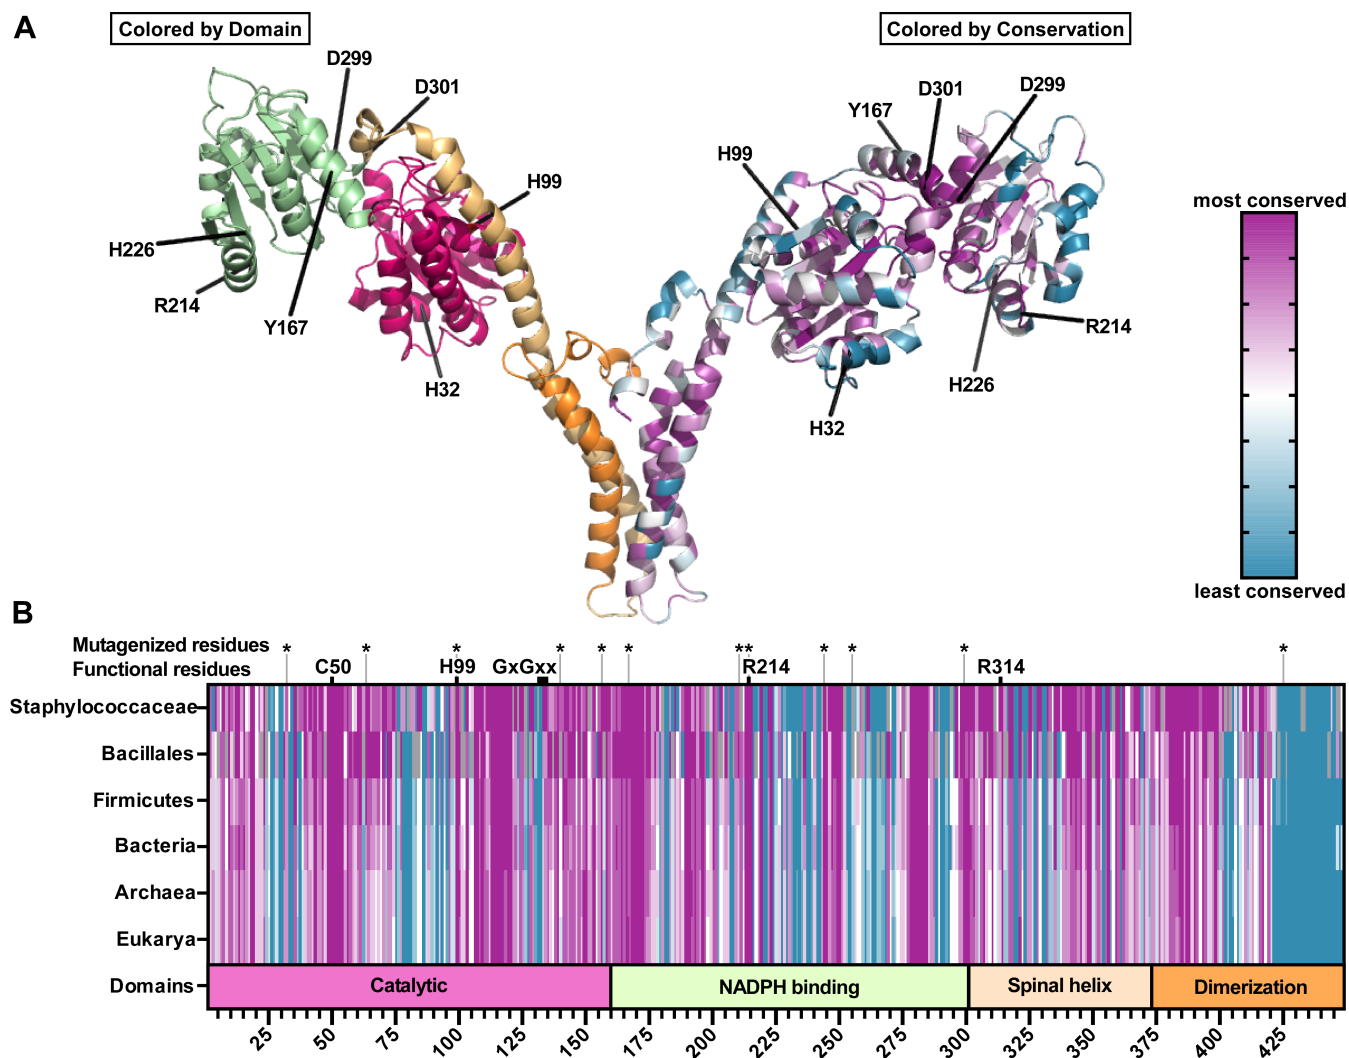 A
Colored by Domain
Colored by Conservation
D299
D301
H99
H226
R214
Y167
H32
Y167
D301
D299
H99
R214
H226
H32
most conserved
least conserved
B
Mutagenized residues * * * * * * ** * * * *
Functional residues C50 H99 GxGxx R214 R314
Staphylococcaceae
Bacillales
Firmicutes
Bacteria
Archaea
Eukarya
Domains Catalytic NADPH binding Spinal helix Dimerization
25 50 75 100 125 150 175 200 225 250 275 300 325 350 375 400 425